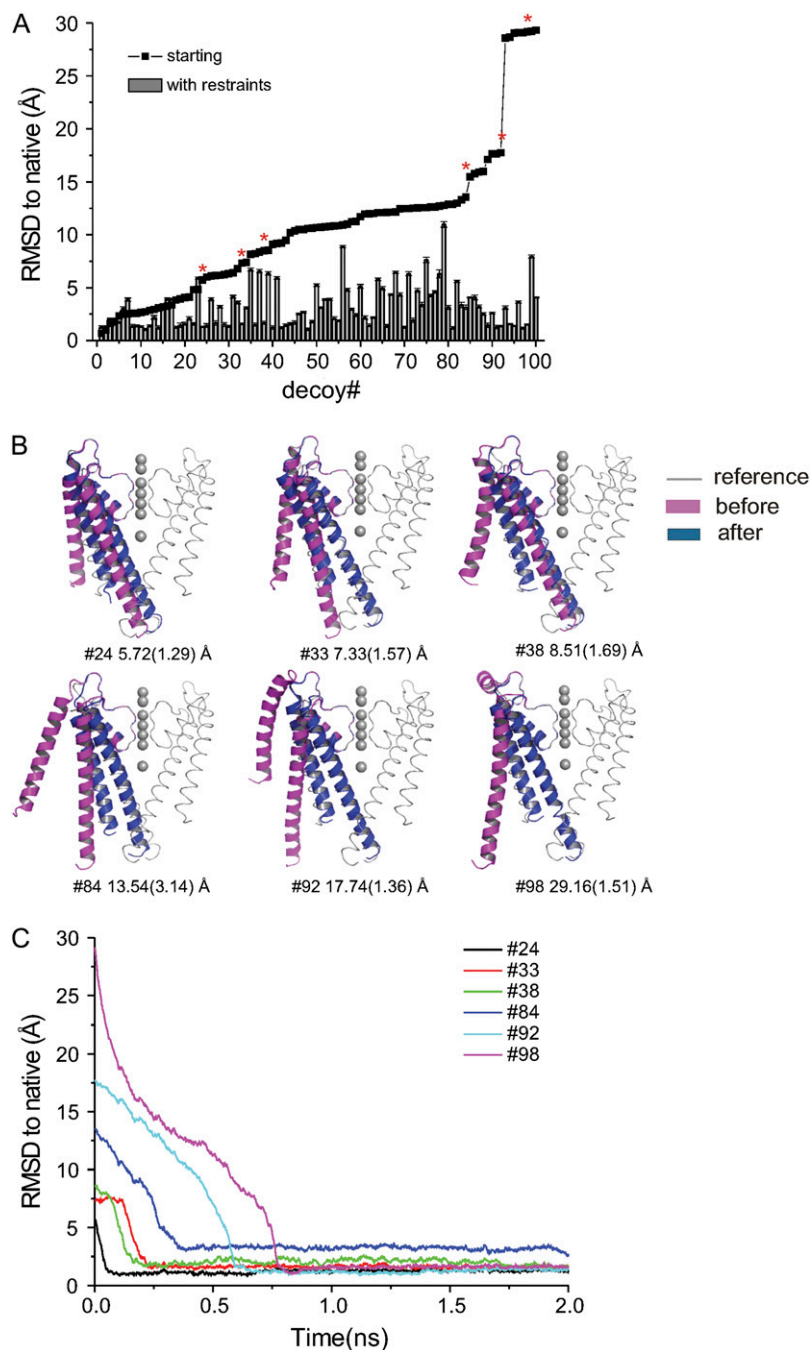 A
30
25
20
15
10
5
0
RMSD to native (Å)
starting
with restraints
*
*
*
*
*
*
0 10 20 30 40 50 60 70 80 90 100
decoy#
B
reference
before
after
#24 5.72(1.29) Å
#33 7.33(1.57) Å
#38 8.51(1.69) Å
#84 13.54(3.14) Å
#92 17.74(1.36) Å
#98 29.16(1.51) Å
C
30
25
20
15
10
5
0
RMSD to native (Å)
#24
#33
#38
#84
#92
#98
0.0 0.5 1.0 1.5 2.0
Time(ns)